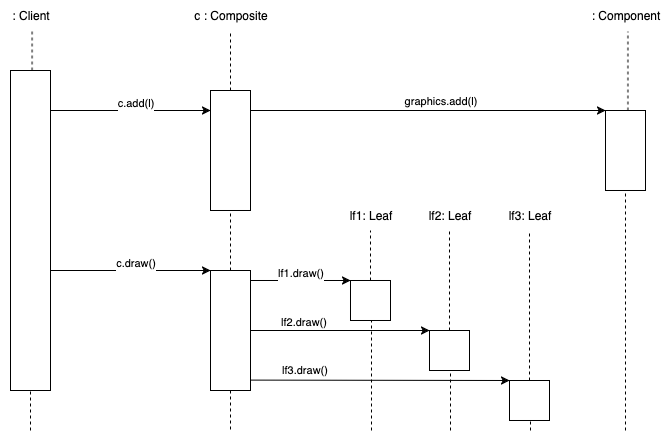 : Client
c : Composite
: Component
c.add(l)
graphics.add(l)
lf1: Leaf
lf2: Leaf
lf3: Leaf
c.draw()
lf1.draw()
lf2.draw()
lf3.draw()